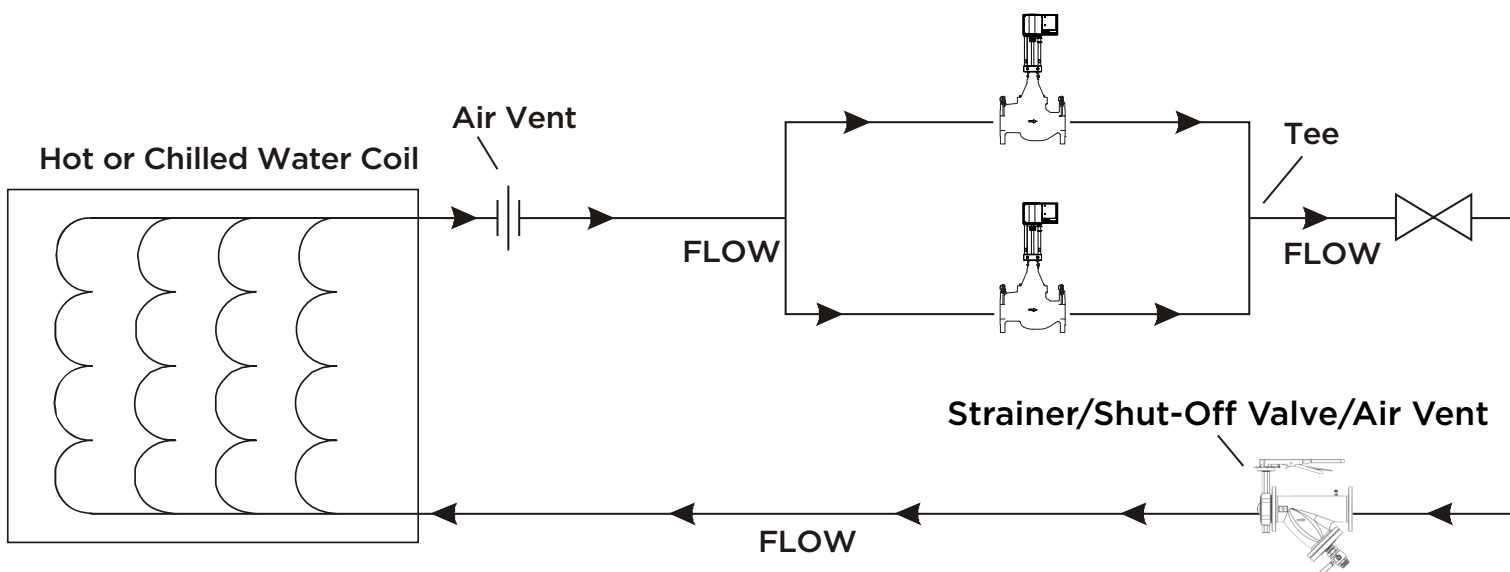 Air Vent
Hot or Chilled Water Coil
Tee
FLOW
FLOW
Strainer/Shut-Off Valve/Air Vent
FLOW